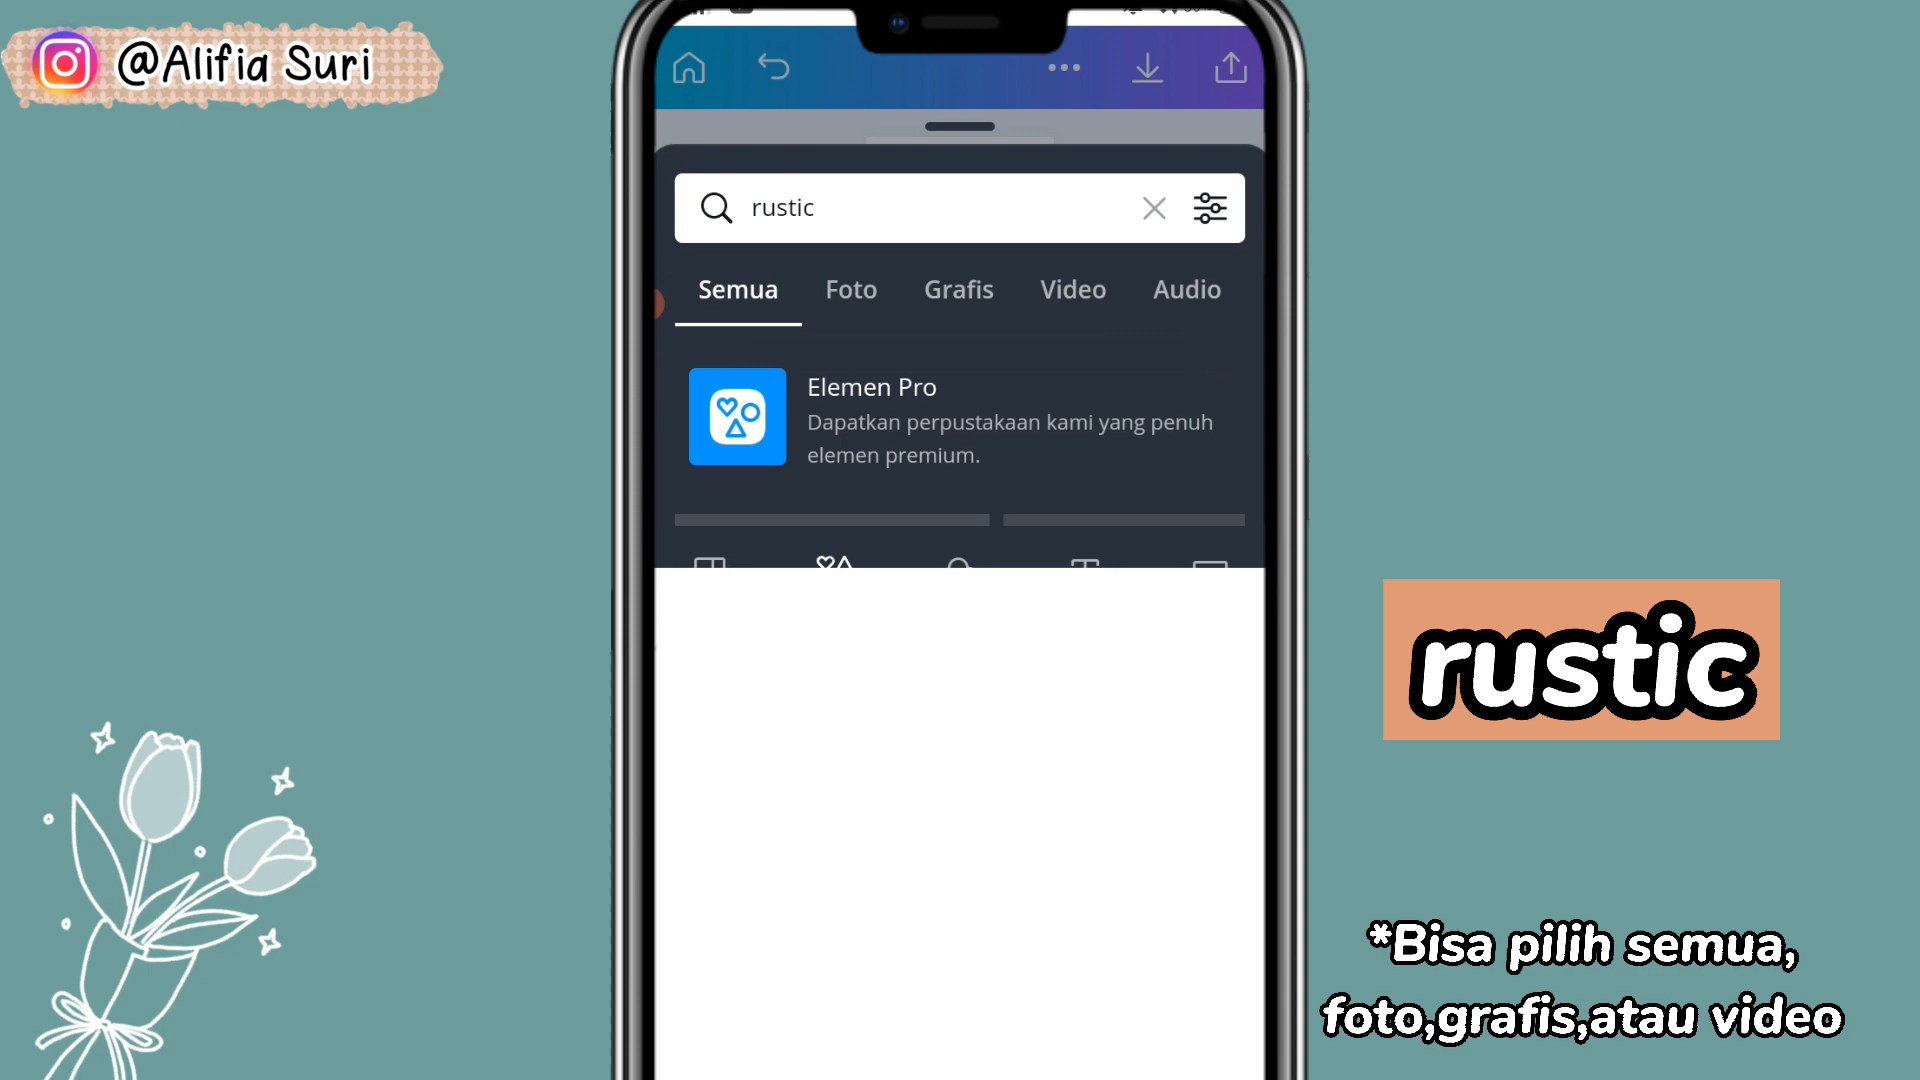 @Alifia Suri
rustic
Semua Foto Grafis Video Audio
Elemen Pro
Dapatkan perpustakaan kami yang penuh
elemen premium.
rustic
*Bisa pilih semua,
foto,grafis,atau video